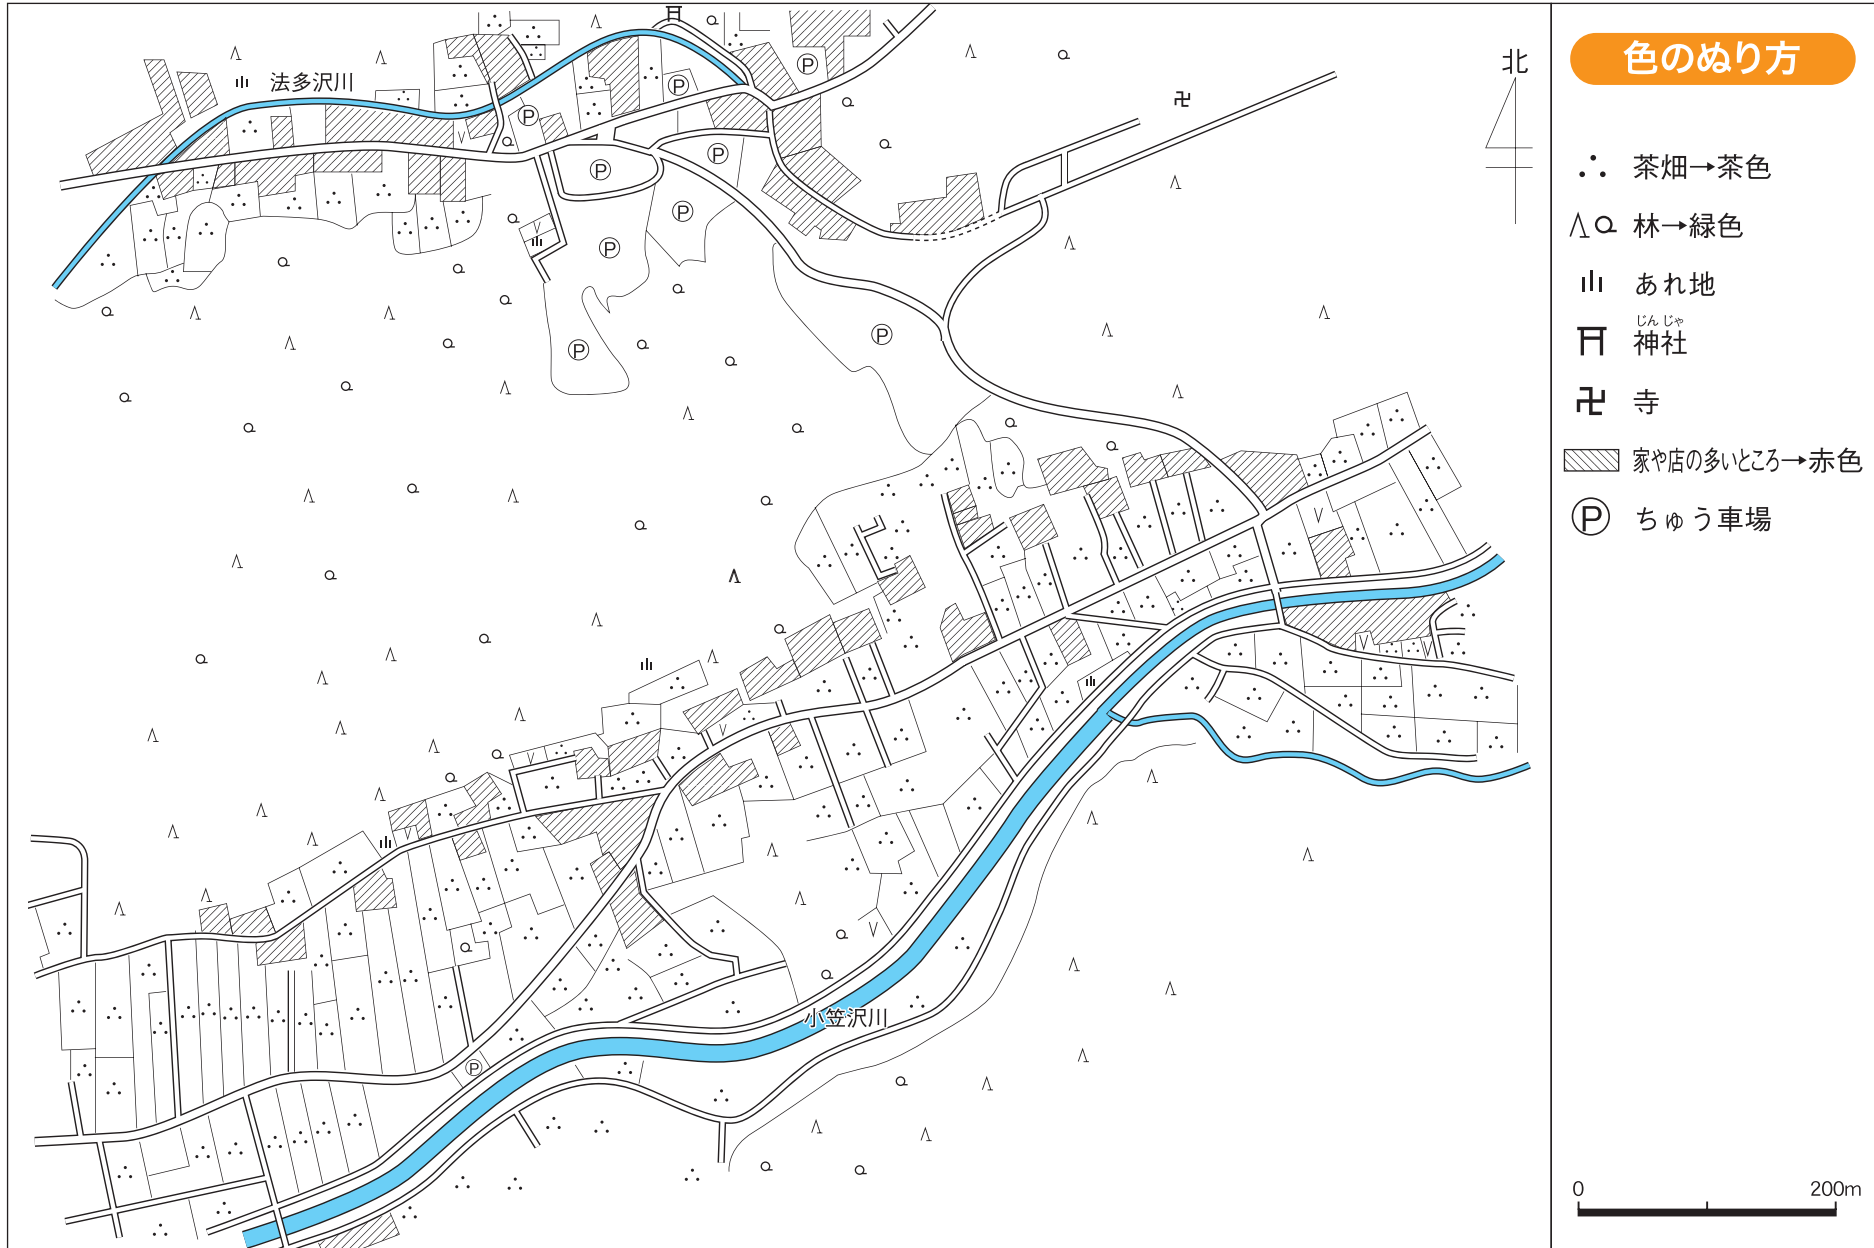 法多沢川
小笠沢川
色のぬり方
北
茶畑→茶色
林→緑色
あれ地
じんじゃ
神社
寺
家や店の多いところ→赤色
P ちゅう車場
0 200m
P
P
P
P
P
P
P
P
P
P